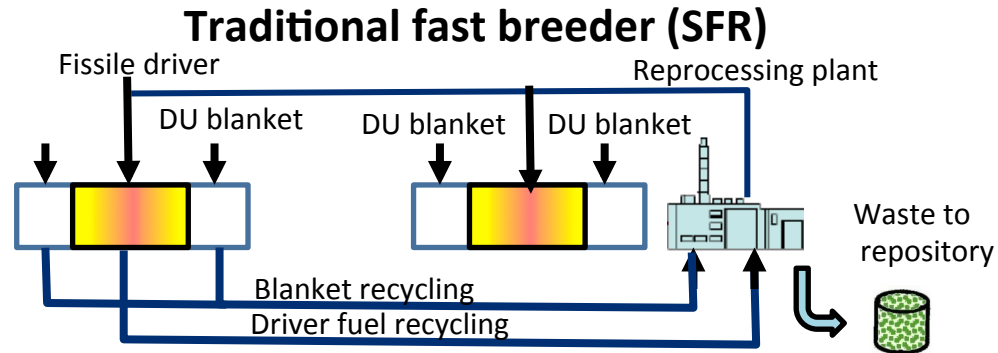 Traditional fast breeder (SFR)
Fissile driver
Reprocessing plant
DU blanket
DU blanket
DU blanket
Waste to
repository
Blanket recycling
Driver fuel recycling